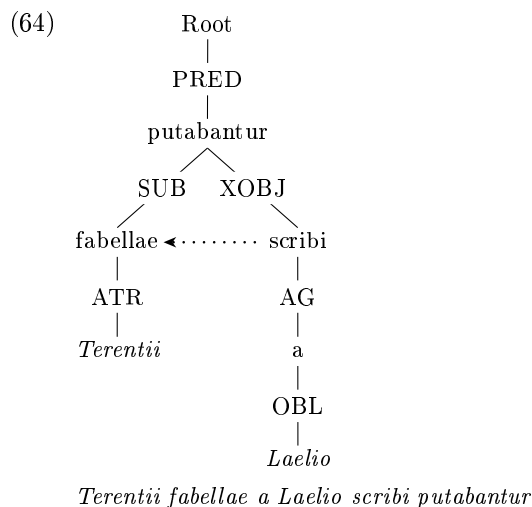 (64) Root
PRED
putabantur
SUB XOBJ
fabellae scribi
ATR AG
Terentii a
OBL
Laelio
Terentii fabellae a Laelio scribi putabantur